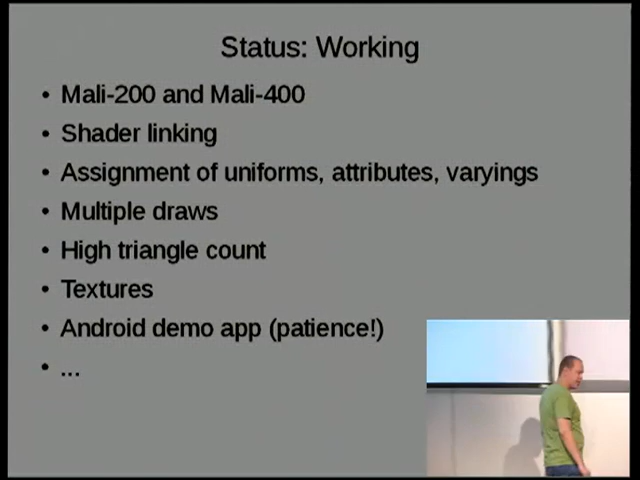 Status: Working
• Mali-200 and Mali-400
• Shader linking
• Assignment of uniforms, attributes, varyings
• Multiple draws
• High triangle count
• Textures
• Android demo app (patience!)
• ...